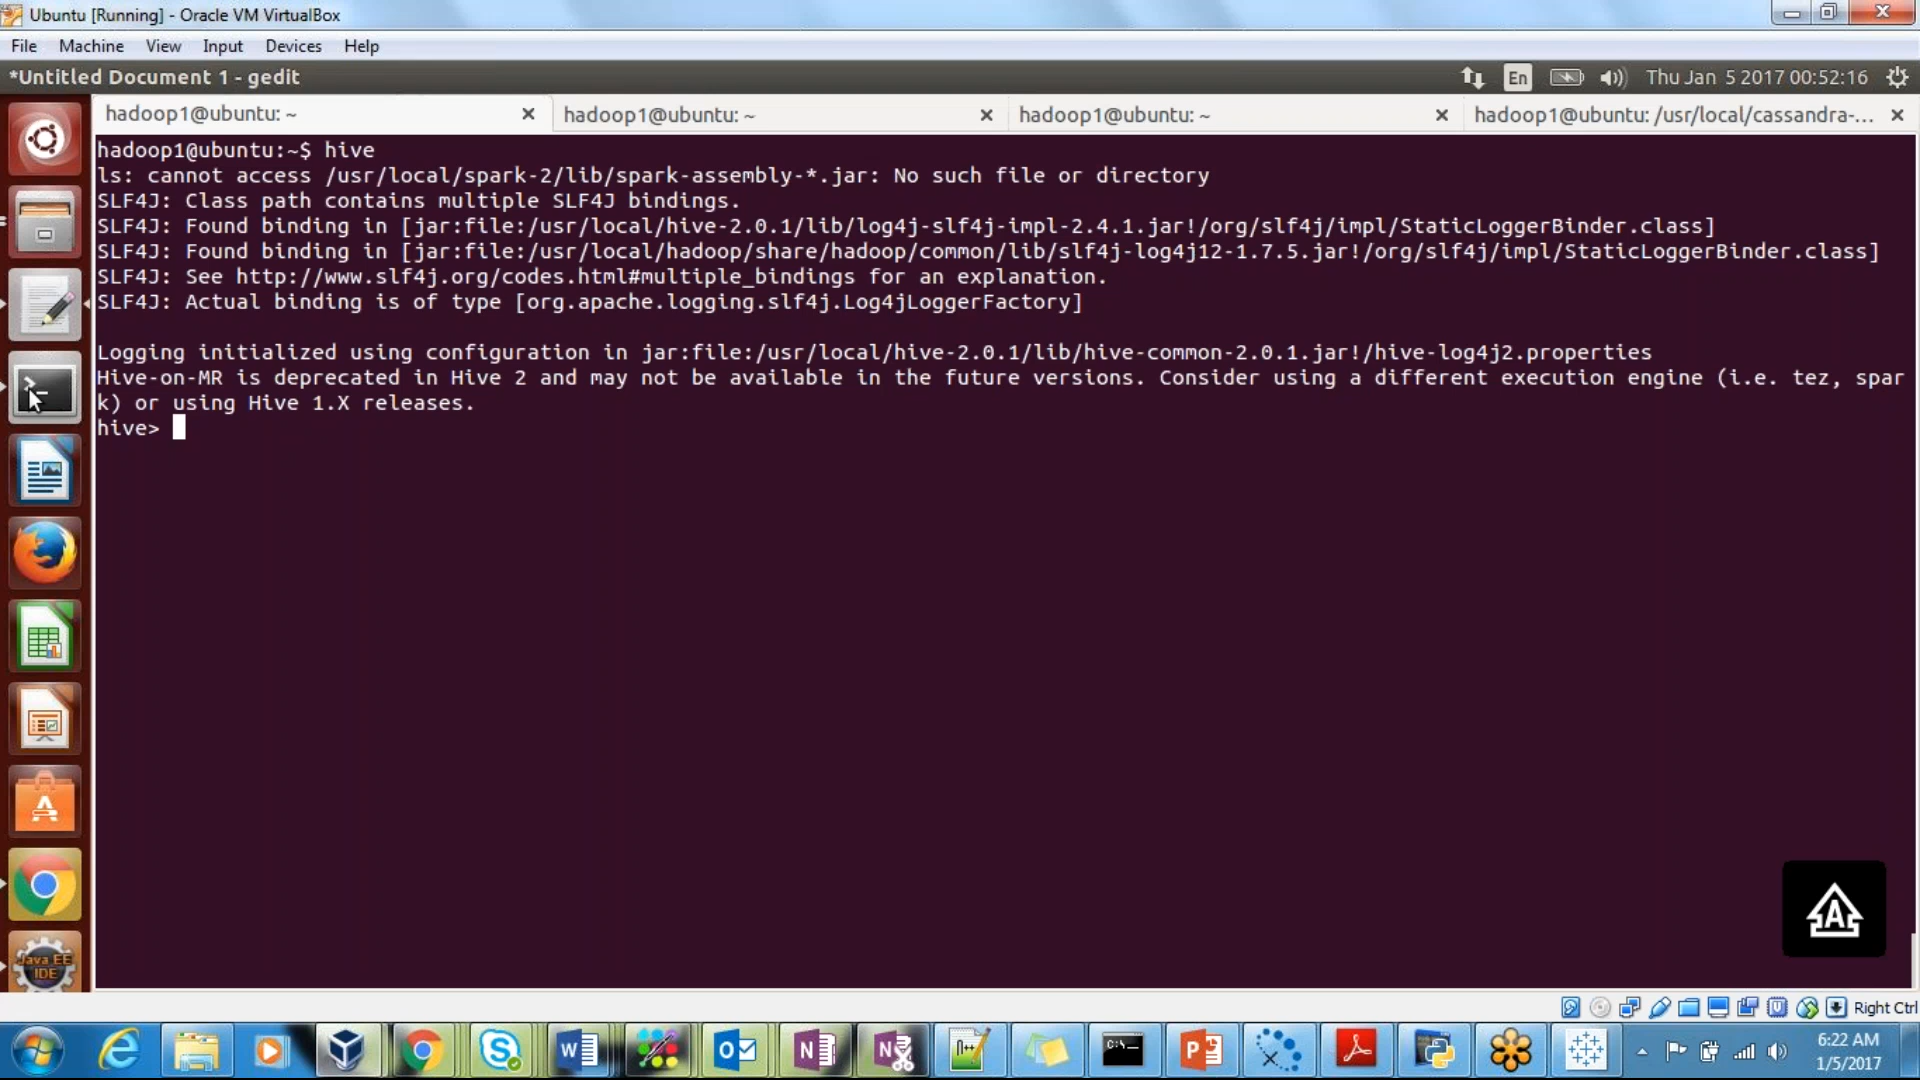 Ubuntu [Running] - Oracle VM VirtualBox
File Machine View Input Devices Help
*Untitled Document 1 - gedit
En
Thu Jan 5 2017 00:52:16
hadoop1@ubuntu: ~
hadoop1@ubuntu: ~
hadoop1@ubuntu: ~
hadoop1@ubuntu: /usr/local/cassandra-...
hadoop1@ubuntu:~$ hive
ls: cannot access /usr/local/spark-2/lib/spark-assembly-*.jar: No such file or directory
SLF4J: Class path contains multiple SLF4J bindings.
SLF4J: Found binding in [jar:file:/usr/local/hive-2.0.1/lib/log4j-slf4j-impl-2.4.1.jar!/org/slf4j/impl/StaticLoggerBinder.class]
SLF4J: Found binding in [jar:file:/usr/local/hadoop/share/hadoop/common/lib/slf4j-log4j12-1.7.5.jar!/org/slf4j/impl/StaticLoggerBinder.class]
SLF4J: See http://www.slf4j.org/codes.html#multiple_bindings for an explanation.
SLF4J: Actual binding is of type [org.apache.logging.slf4j.Log4jLoggerFactory]
Logging initialized using configuration in jar:file:/usr/local/hive-2.0.1/lib/hive-common-2.0.1.jar!/hive-log4j2.properties
Hive-on-MR is deprecated in Hive 2 and may not be available in the future versions. Consider using a different execution engine (i.e. tez, spar
k) or using Hive 1.X releases.
hive>
A
Java EE
IDE
Right Ctrl
6:22 AM
1/5/2017